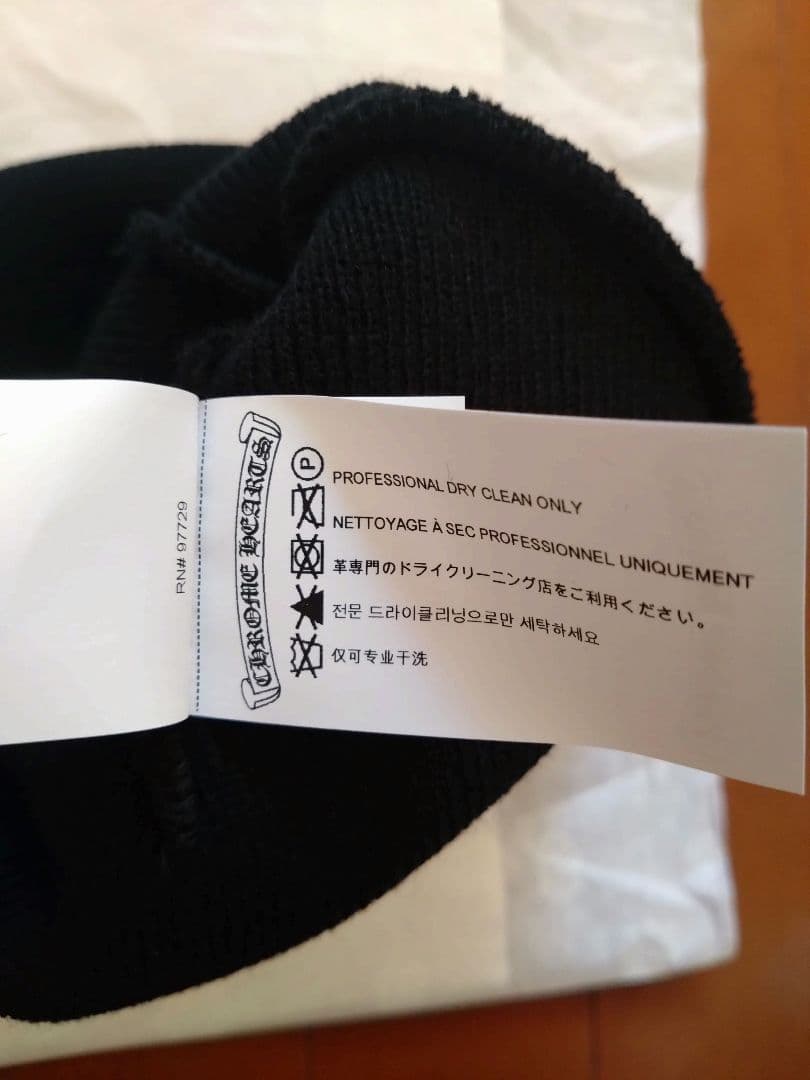 RN# 97729
CHROME HEARTS
P
PROFESSIONAL DRY CLEAN ONLY
NETTOYAGE À SEC PROFESSIONNEL UNIQUEMENT
革専門のドライクリーニング店をご利用ください。
전문 드라이클리닝으로만 세탁하세요
仅可专业干洗